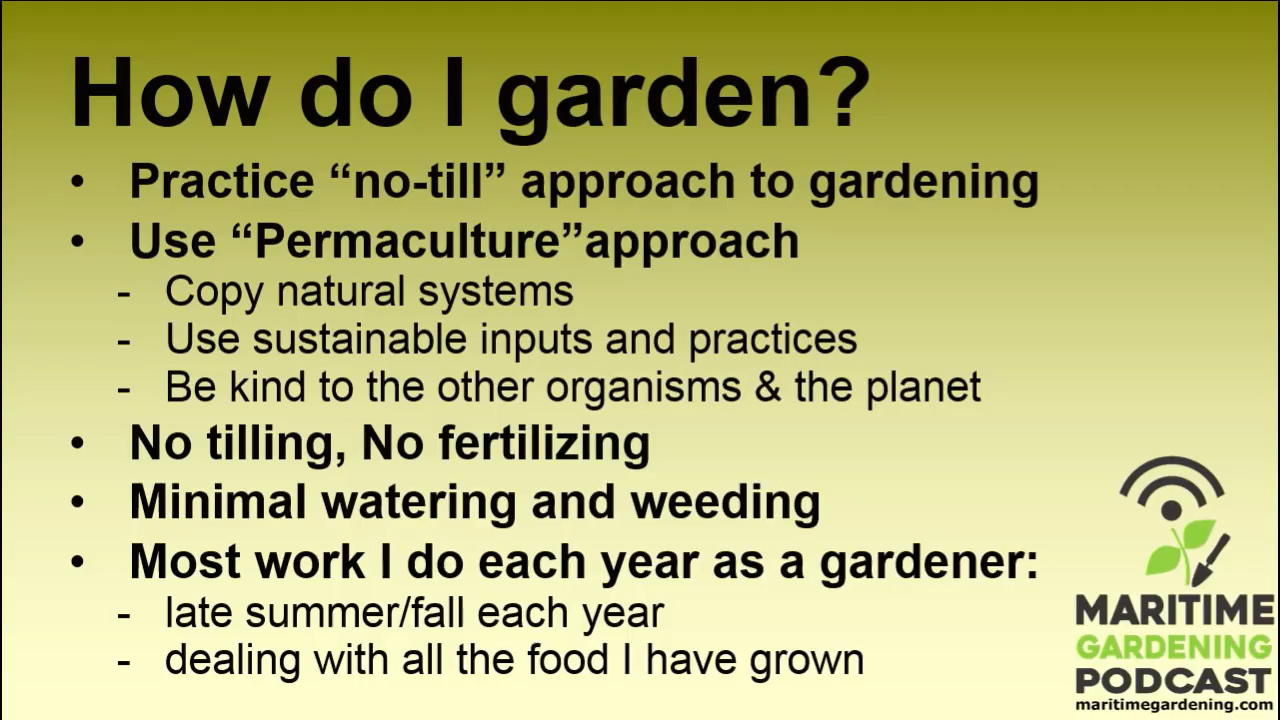 How do I garden?
• Practice “no-till” approach to gardening
• Use “Permaculture”approach
- Copy natural systems
- Use sustainable inputs and practices
- Be kind to the other organisms & the planet
• No tilling, No fertilizing
• Minimal watering and weeding
• Most work I do each year as a gardener:
- late summer/fall each year
- dealing with all the food I have grown
MARITIME
GARDENING
PODCAST
maritimegardening.com